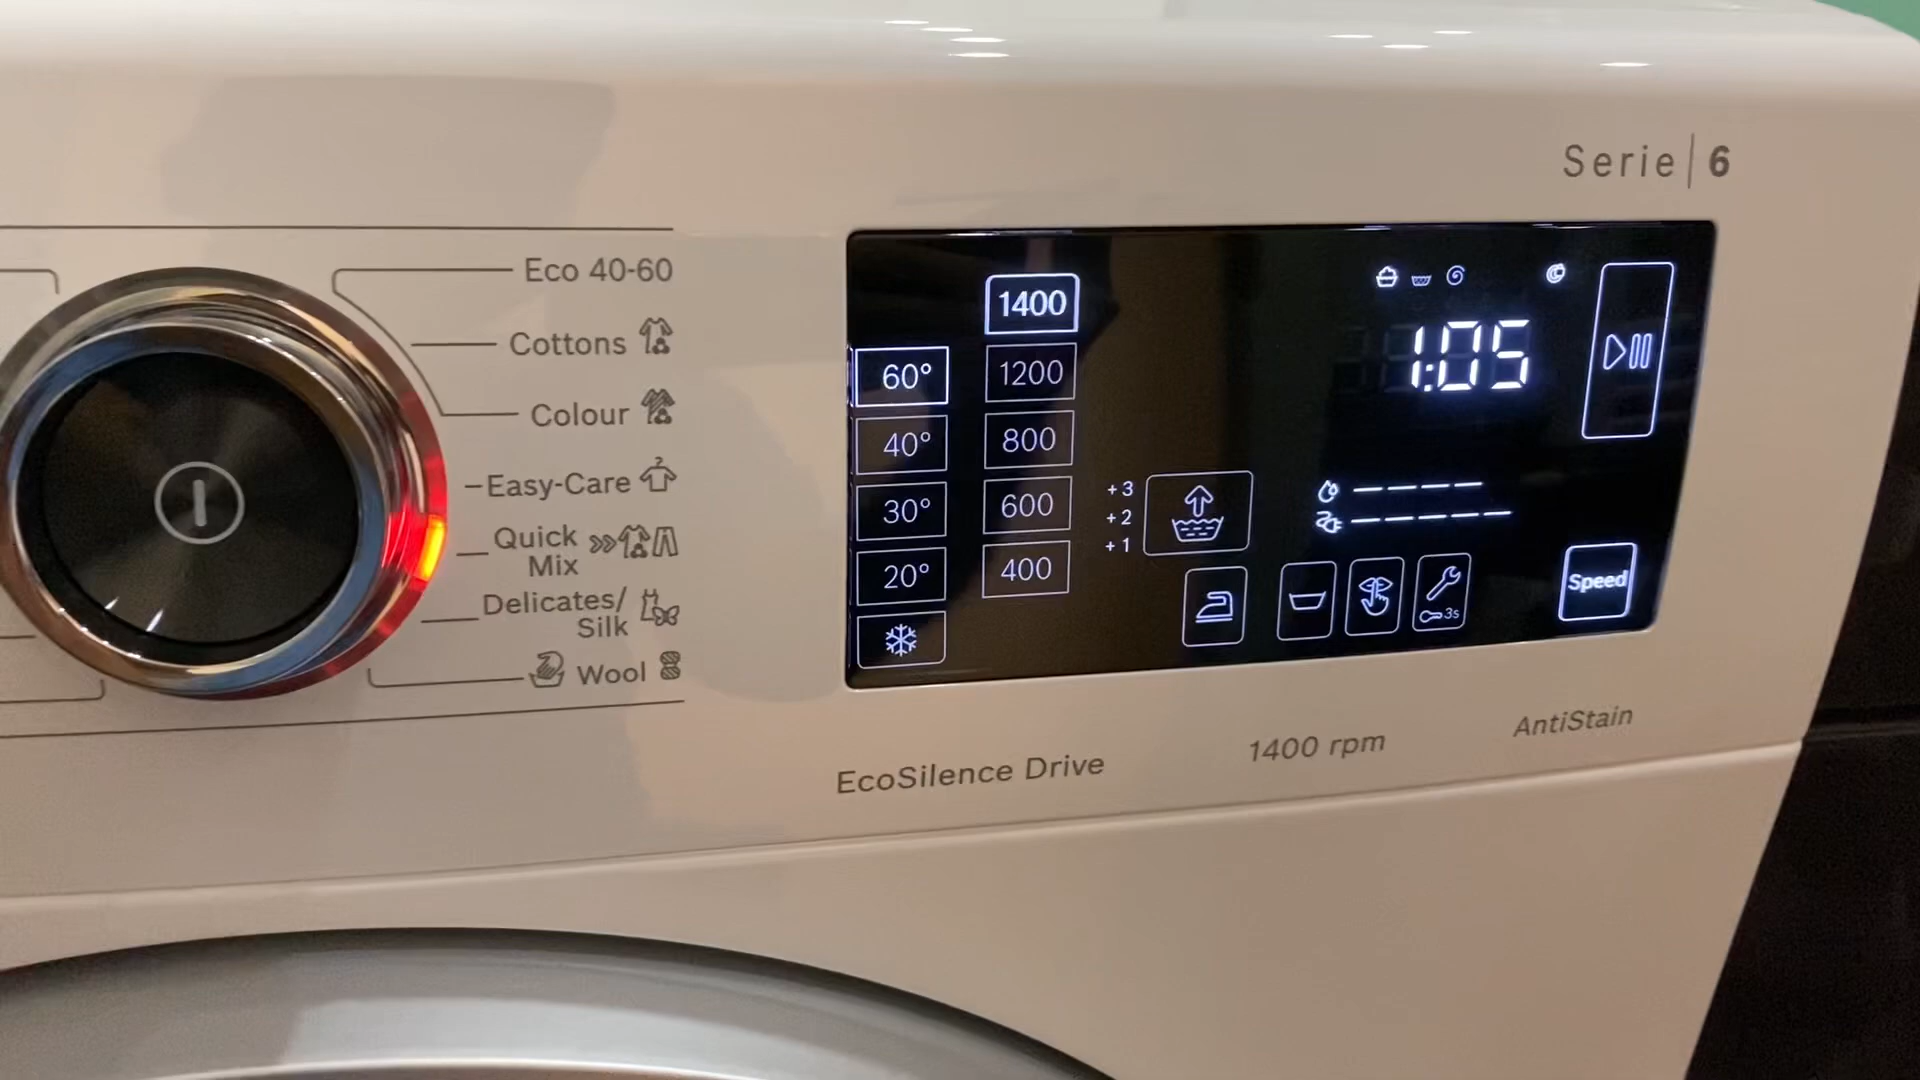 Serie | 6
Eco 40-60
Cottons
Colour
Easy-Care
Quick
Mix
Delicates/
Silk
Wool
1400
60° 1200
40° 800
30° 600
20° 400
+3
+2
+1
1:05
3s
Speed
EcoSilence Drive
1400 rpm
AntiStain